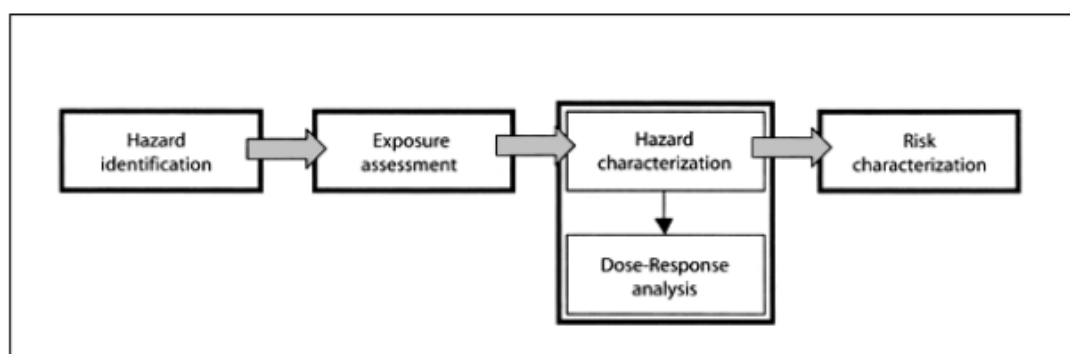 Hazard
identification
Exposure
assessment
Hazard
characterization
Dose-Response
analysis
Risk
characterization